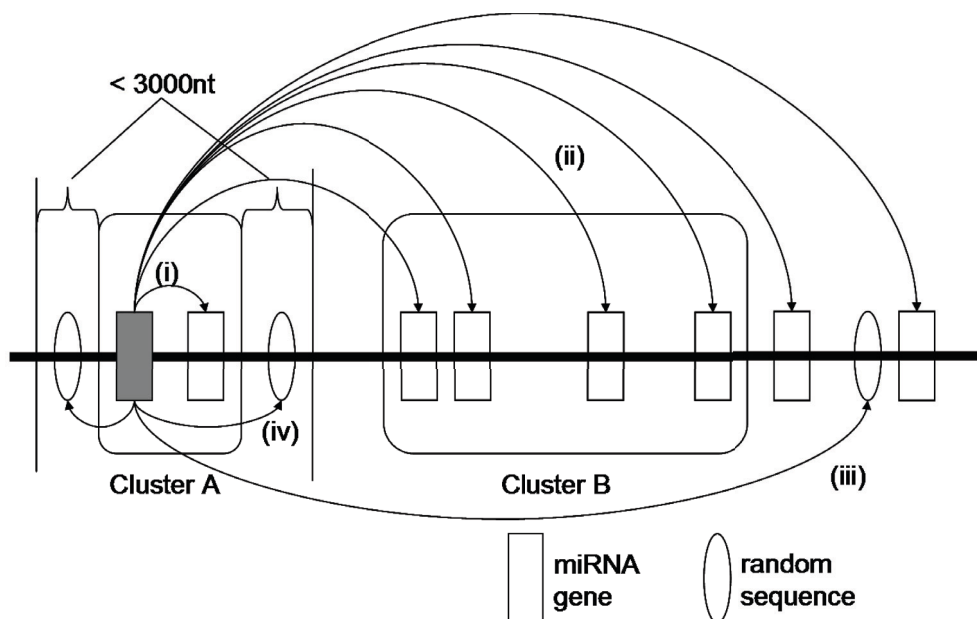 < 3000nt
(ii)
(i)
(iv)
Cluster A
Cluster B
(iii)
miRNA
gene
random
sequence